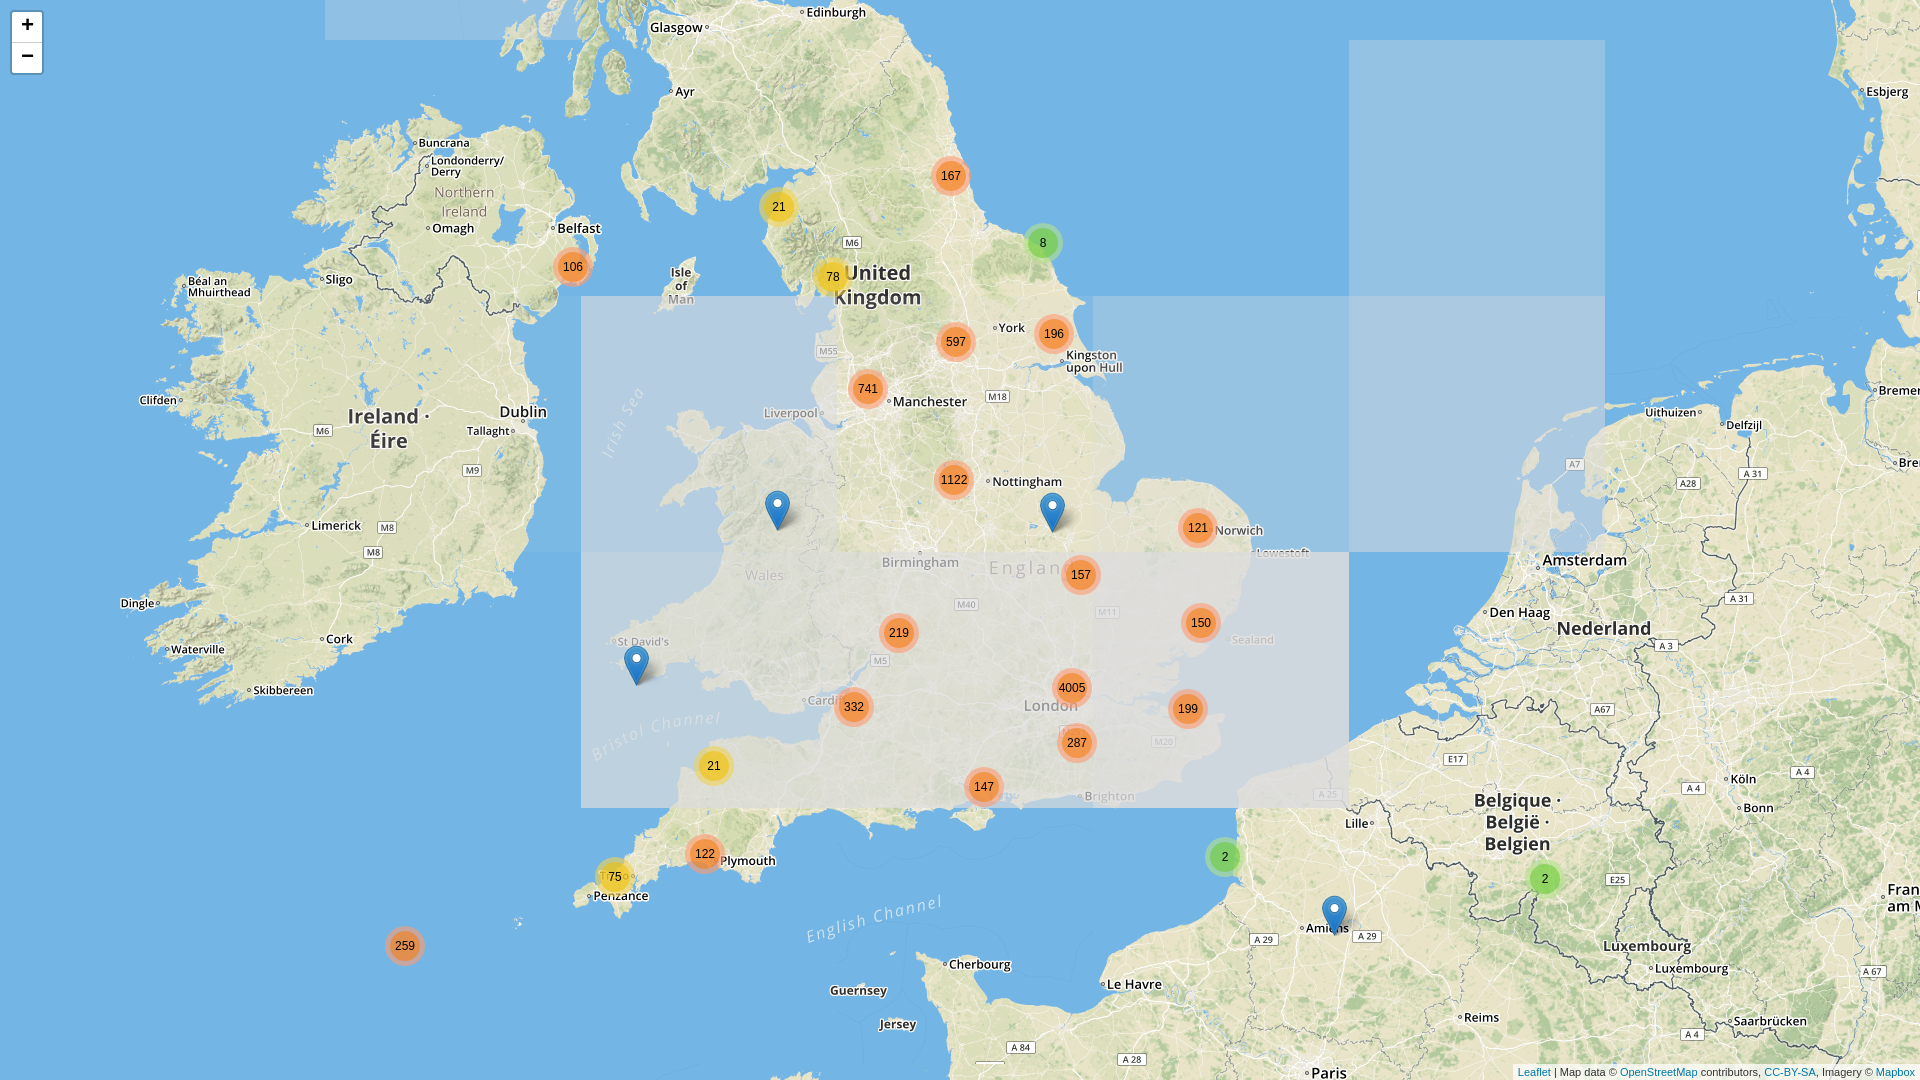 +
−
Edinburgh
Glasgow
Ayr
Esbjerg
Buncrana
Londonderry/
Derry
167
Northern
Ireland
21
Omagh
Belfast
8
M6
106
78
United
Kingdom
Isle
of
Man
Sligo
Béal an
Mhuirthead
York
196
597
M55
Kingston
upon Hull
741
Manchester
M18
Clifden
Liverpool
Dublin
Ireland ·
Éire
Tallaght
M6
Irish Sea
Uithuizen
Delfzijl
Bremer
A7
A 31
A28
Bre
M9
1122
Nottingham
Limerick
M8
M8
121
Norwich
Lowestoft
Birmingham
England
Wales
157
Amsterdam
Dingle
M40
M11
A 31
Den Haag
Nederland
150
219
Cork
St David's
Sealand
A 3
Waterville
M5
Skibbereen
4005
London
Cardiff
332
199
A67
Bristol Channel
287
M20
21
E17
147
Brighton
A 25
A 4
Köln
A 4
Bonn
Belgique ·
België ·
Belgien
Lille
122
Plymouth
2
75
2
E25
Penzance
Fran
am M
English Channel
Amiens
A 29
A 29
259
Luxembourg
Luxembourg
Cherbourg
A 67
Le Havre
Guernsey
Jersey
Reims
Saarbrücken
A 4
A 84
A 28
Paris
Leaflet | Map data © OpenStreetMap contributors, CC-BY-SA, Imagery © Mapbox